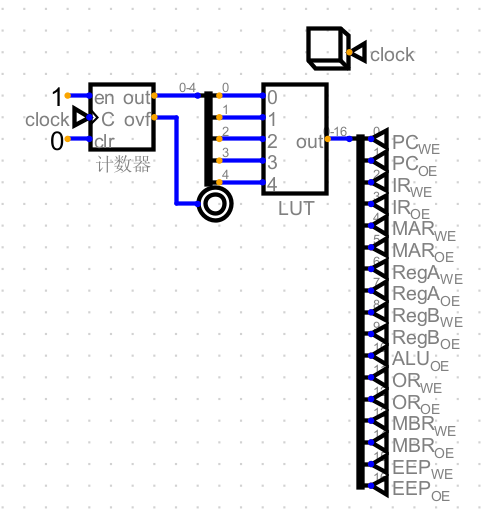 clock
1
en out
0-4
0
0
clock
C ovf
1
1
0
clr
2
2
3
3
4
4
out
-16
计数器
LUT
PCWE
PCOE
IRWE
IROE
MARWE
MAROE
RegAWE
RegAOE
RegBWE
RegBOE
ALUOE
ORWE
OROE
MBRWE
MBROE
EEPWE
EEPOE